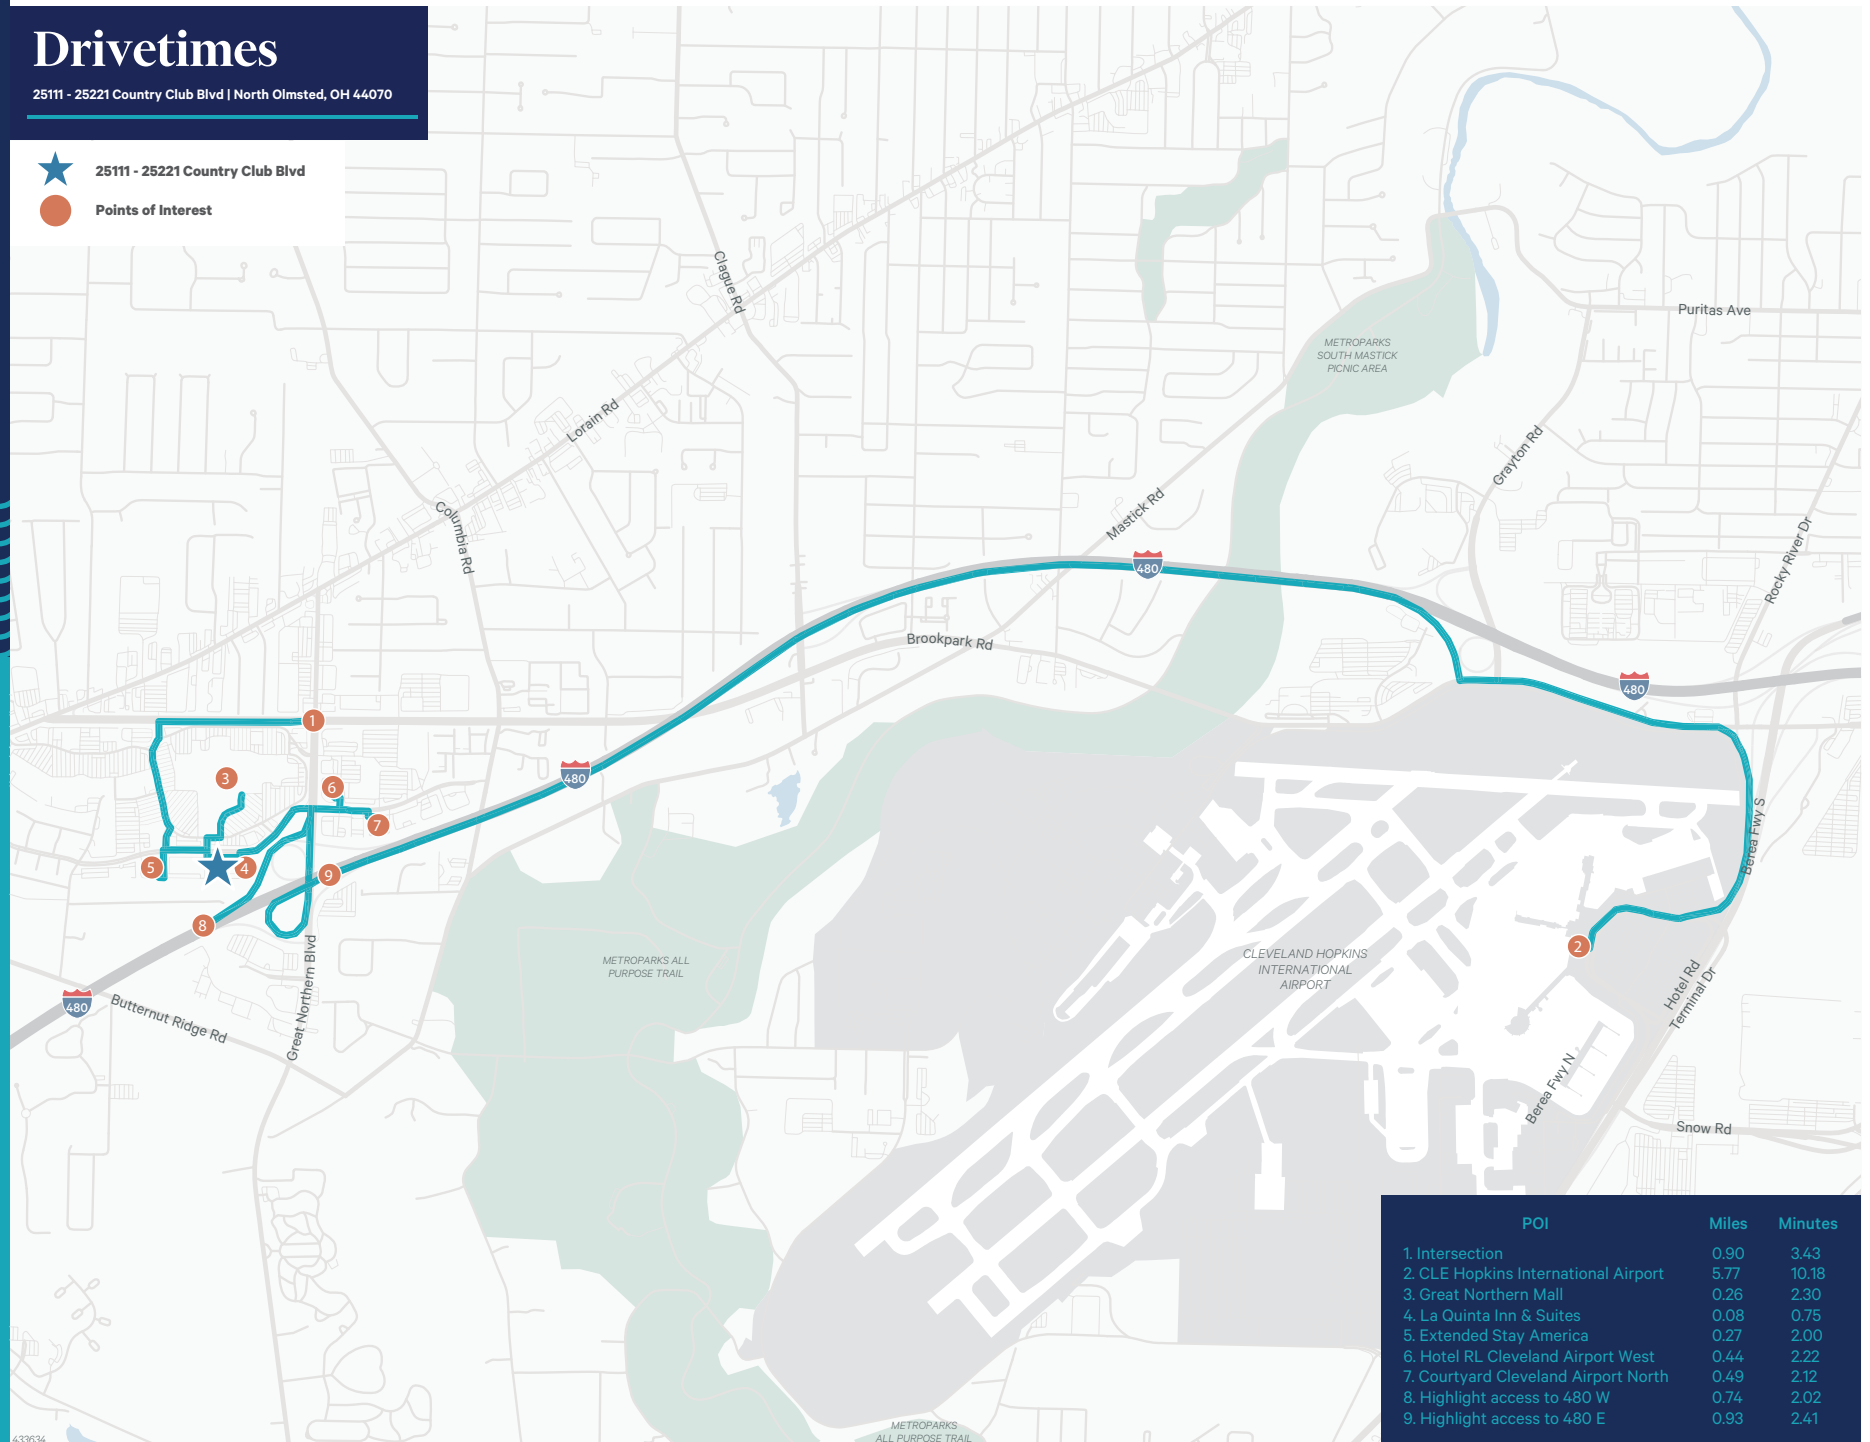 Drivetimes
25111 - 25221 Country Club Blvd | North Olmsted, OH 44070
25111 - 25221 Country Club Blvd
Points of Interest
Clague Rd
Puritas Ave
METROPARKS
SOUTH MASTICK
PICNIC AREA
Lorain Rd
Grayton Rd
Mastick Rd
Columbia Rd
Rocky River Dr
480
Brookpark Rd
480
1
480
3
6
7
Berea Fwy S
5
4
9
8
2
Great Northern Blvd
METROPARKS ALL
PURPOSE TRAIL
CLEVELAND HOPKINS
INTERNATIONAL
AIRPORT
Hotel Rd
Terminal Dr
480
Butternut Ridge Rd
Berea Fwy N
Snow Rd
POI Miles Minutes
1. Intersection 0.90 3.43
2. CLE Hopkins International Airport 5.77 10.18
3. Great Northern Mall 0.26 2.30
4. La Quinta Inn & Suites 0.08 0.75
5. Extended Stay America 0.27 2.00
6. Hotel RL Cleveland Airport West 0.44 2.22
7. Courtyard Cleveland Airport North 0.49 2.12
8. Highlight access to 480 W 0.74 2.02
9. Highlight access to 480 E 0.93 2.41
METROPARKS
ALL PURPOSE TRAIL
433634